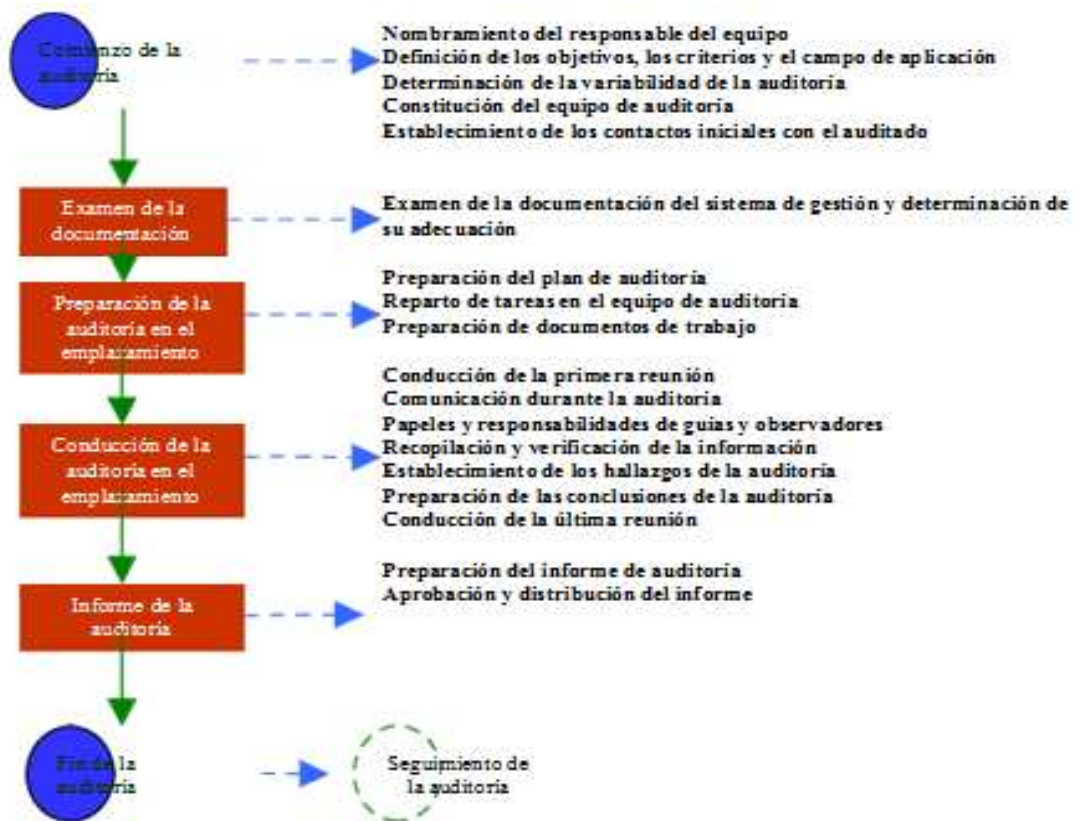 Comienzo de la
auditoría
Nombramiento del responsable del equipo
Definición de los objetivos, los criterios y el campo de aplicación
Determinación de la variabilidad de la auditoría
Constitución del equipo de auditoría
Establecimiento de los contactos iniciales con el auditado
Examen de la
documentación
Examen de la documentación del sistema de gestión y determinación de
su adecuación
Preparación de la
auditoría en el
emplazamiento
Preparación del plan de auditoría
Reparto de tareas en el equipo de auditoría
Preparación de documentos de trabajo
Conducción de la
auditoría en el
emplazamiento
Conducción de la primera reunión
Comunicación durante la auditoría
Papeles y responsabilidades de guías y observadores
Recopilación y verificación de la información
Establecimiento de los hallazgos de la auditoría
Preparación de las conclusiones de la auditoría
Conducción de la última reunión
Informe de la
auditoría
Preparación del informe de auditoría
Aprobación y distribución del informe
Fin de la
auditoría
Seguimiento de
la auditoría